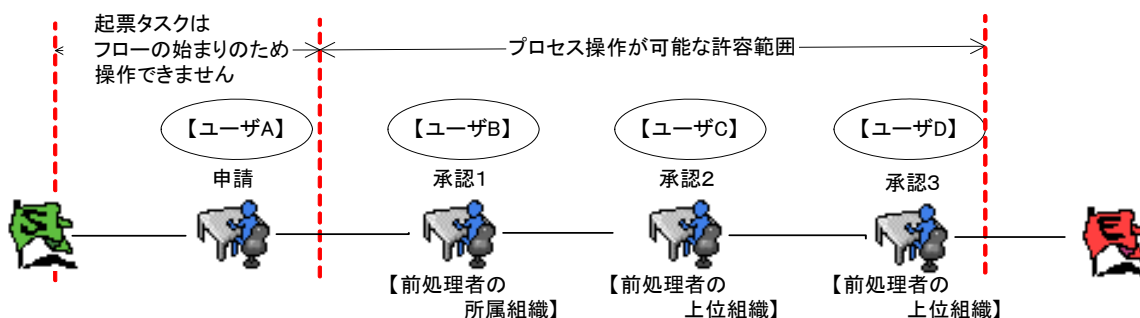 起票タスクは
フローの始まりのため
操作できません
プロセス操作が可能な許容範囲
【ユーザA】
【ユーザB】
【ユーザC】
【ユーザD】
申請
承認1
承認2
承認3
S
E
【前処理者の
所属組織】
【前処理者の
上位組織】
【前処理者の
上位組織】